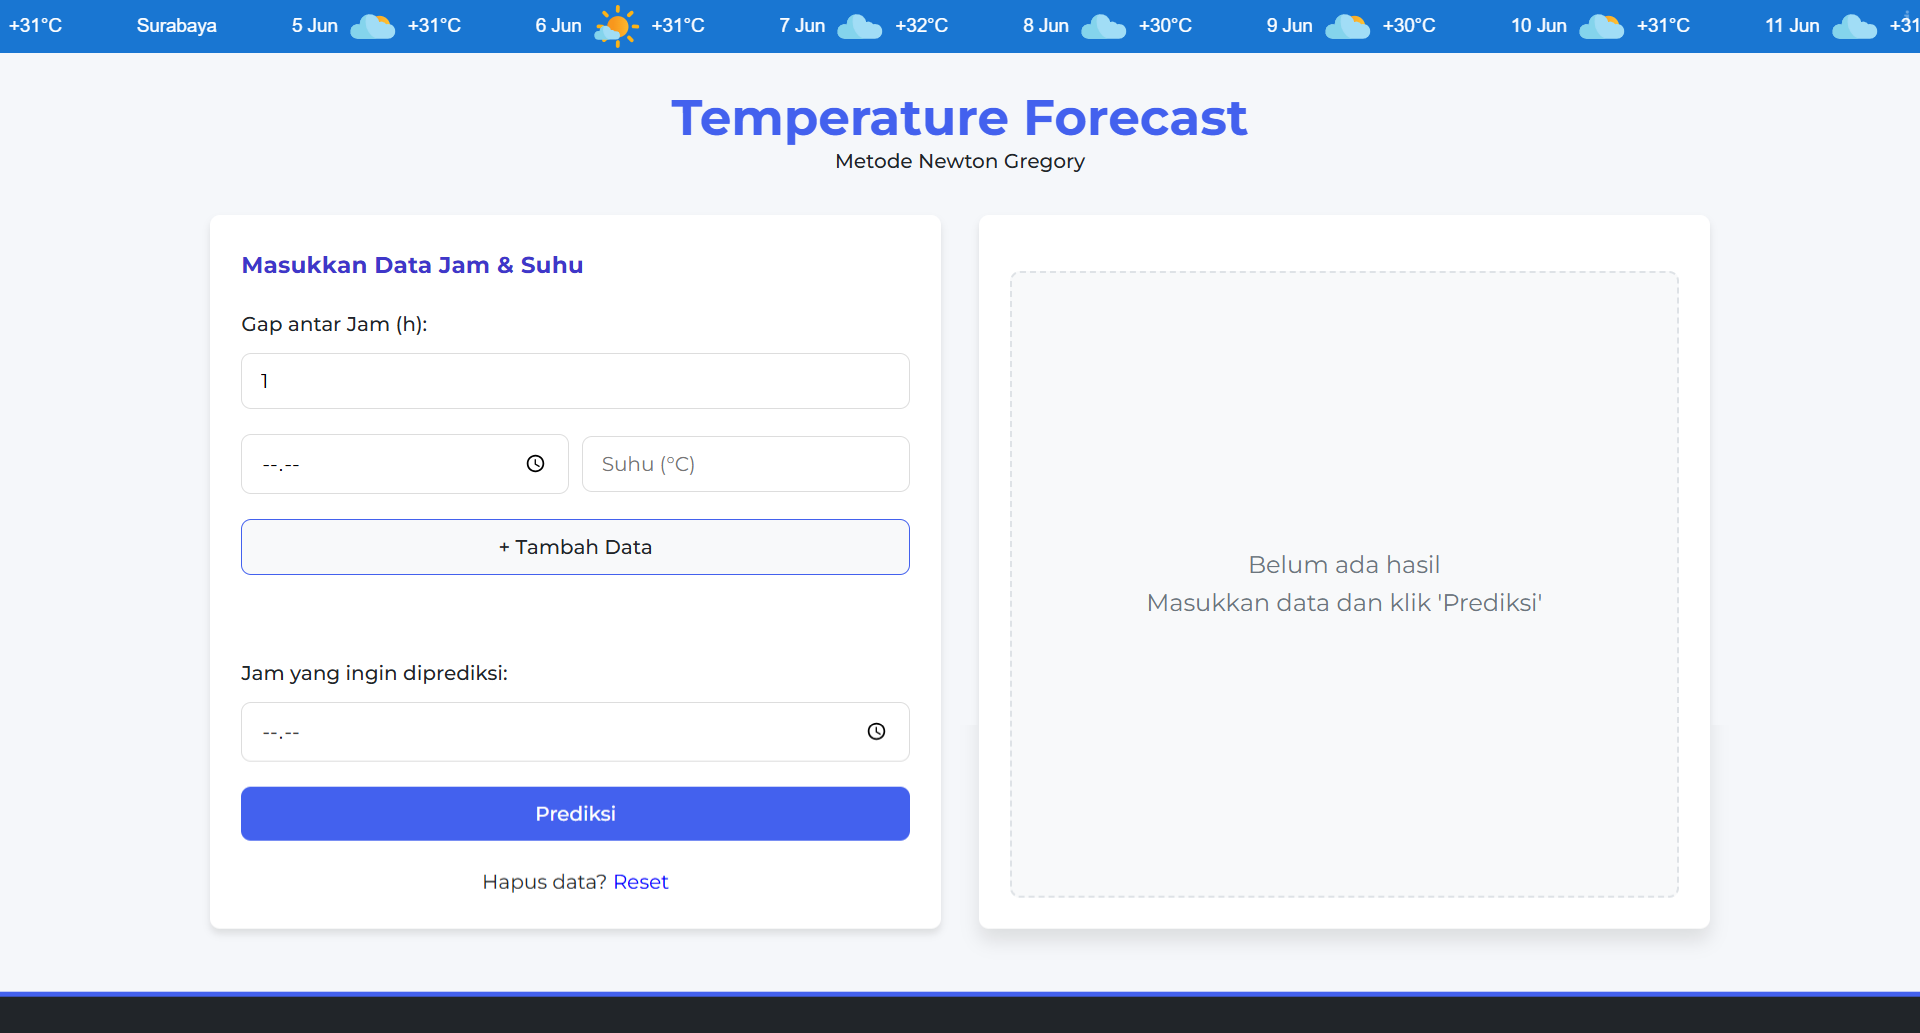 +31°C Surabaya 5 Jun +31°C 6 Jun +31°C 7 Jun +32°C 8 Jun +30°C 9 Jun +30°C 10 Jun +31°C 11 Jun +31
Temperature Forecast
Metode Newton Gregory
Masukkan Data Jam & Suhu
Gap antar Jam (h):
1
--.-- Suhu (°C)
+ Tambah Data
Jam yang ingin diprediksi:
--.--
Prediksi
Hapus data? Reset
Belum ada hasil
Masukkan data dan klik 'Prediksi'